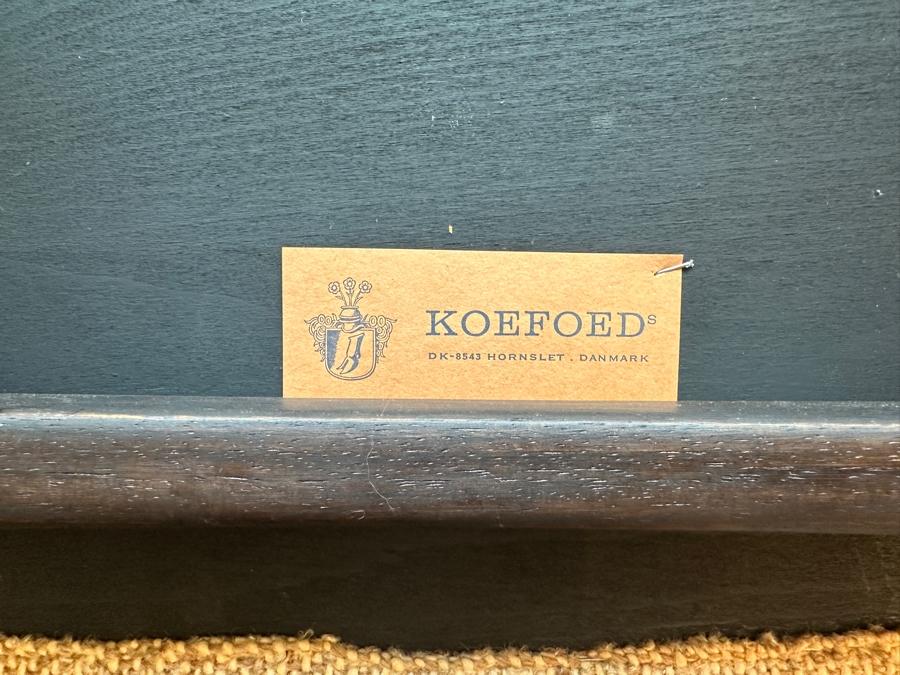 KOEFOEDS
DK-8543 HORNSLET . DANMARK